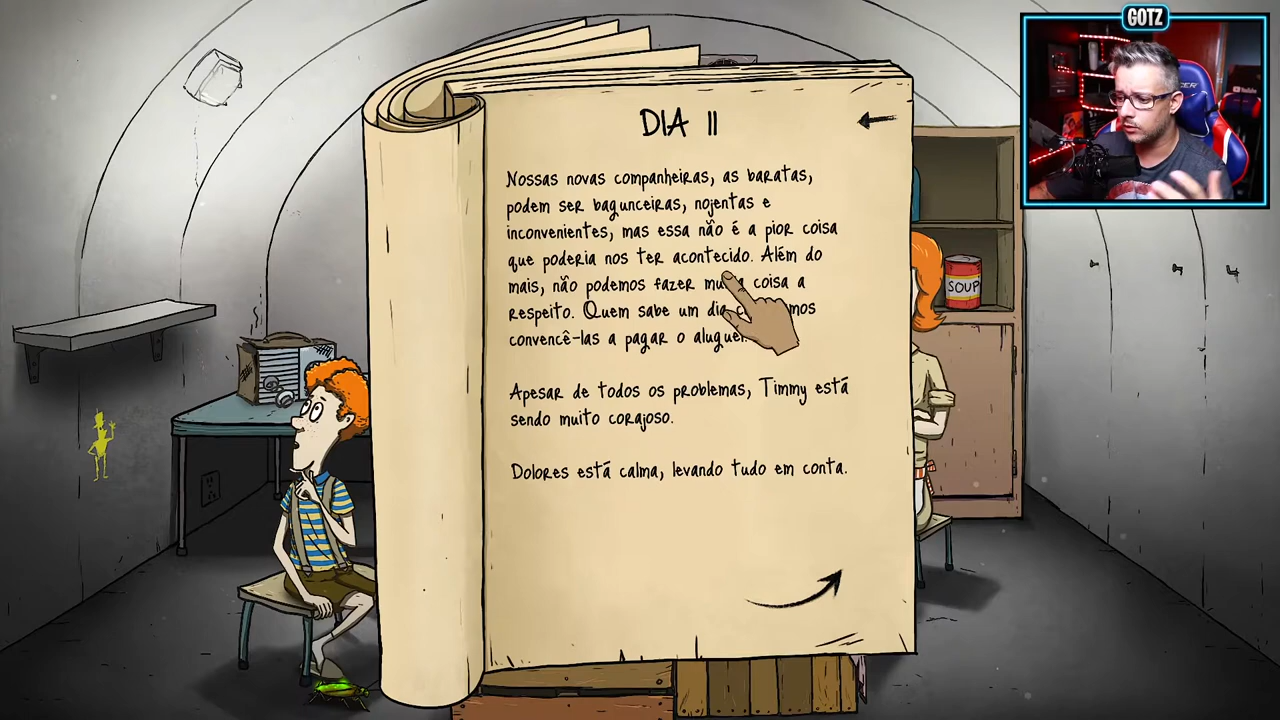 GOTZ
DIA 11
Nossas novas companheiras, as baratas,
podem ser bagunceiras, nojentas e
inconvenientes, mas essa não é a pior coisa
que poderia nos ter acontecido. Além do
mais, não podemos fazer coisa a
respeito. Quem sabe um dia
convencê-las a pagar o aluguel.
Apesar de todos os problemas, Timmy está
sendo muito corajoso.
Dolores está calma, levando tudo em conta.
SOUP